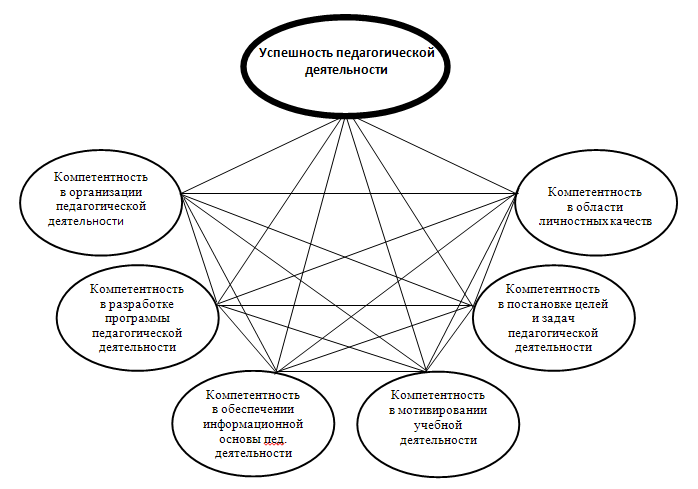 Успешность педагогической
деятельности
Компетентность
в организации
педагогической
деятельности
Компетентность
в области
личностных качеств
Компетентность
в разработке
программы
педагогической
деятельности
Компетентность
в постановке целей
и задач
педагогической
деятельности
Компетентность
в обеспечении
информационной
основы пед.
деятельности
Компетентность
в мотивировании
учебной
деятельности